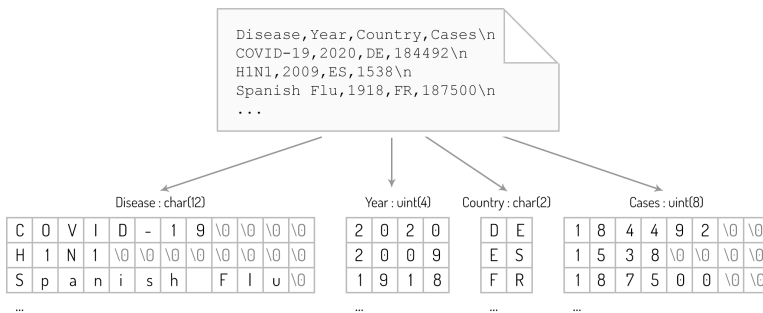 Disease,Year,Country,Cases\n
COVID-19,2020,DE,184492\n
H1N1,2009,ES,1538\n
Spanish Flu,1918,FR,187500\n
...
Disease : char(12) Year : uint(4) Country : char(2) Cases : uint(8)
C O V I D - 1 9 \0 \0 \0 \0 2 0 2 0 D E 1 8 4 4 9 2 \0 \0
H 1 N 1 \0 \0 \0 \0 \0 \0 \0 \0 2 0 0 9 E S 1 5 3 8 \0 \0 \0 \0
S p a n i s h F l u \0 1 9 1 8 F R 1 8 7 5 0 0 \0 \0
... ... ... ...